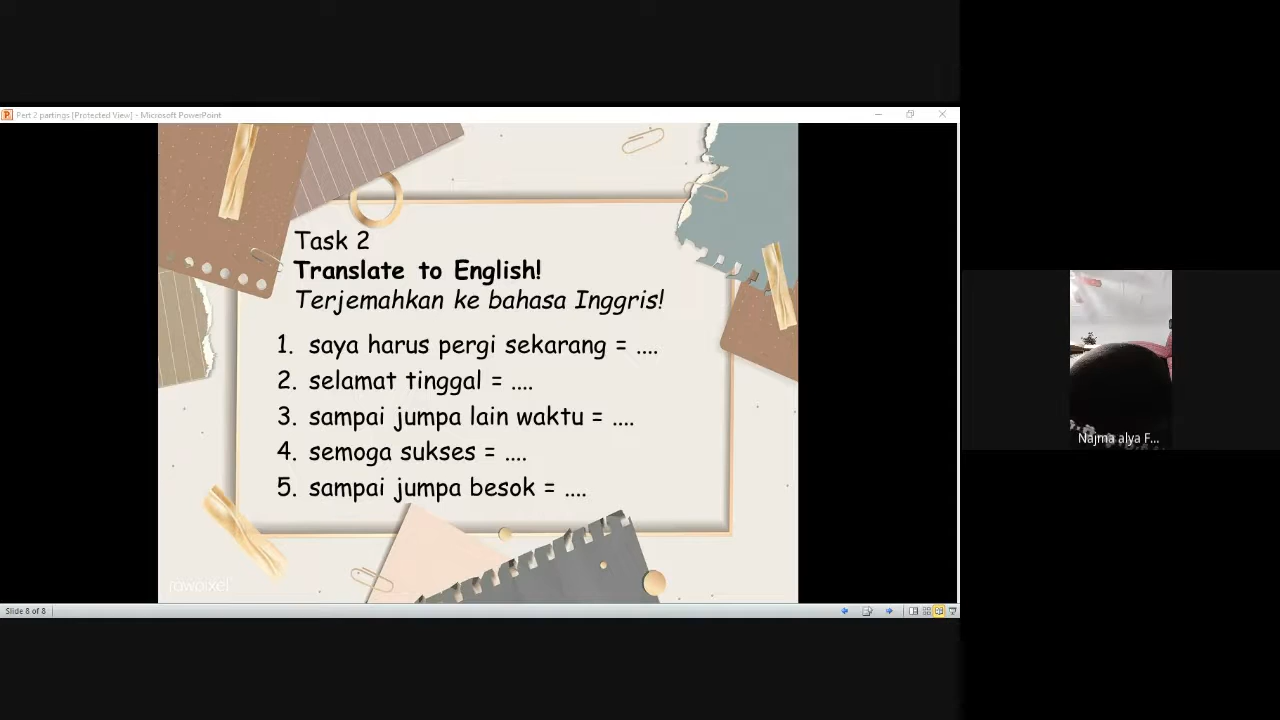 Part 2 partings [Protected View] - Microsoft PowerPoint
Task 2
Translate to English!
Terjemahkan ke bahasa Inggris!
1. saya harus pergi sekarang = ....
2. selamat tinggal = ....
3. sampai jumpa lain waktu = ....
4. semoga sukses = ....
5. sampai jumpa besok = ....
rawpixel
Slide 8 of 8
Najma alya F...